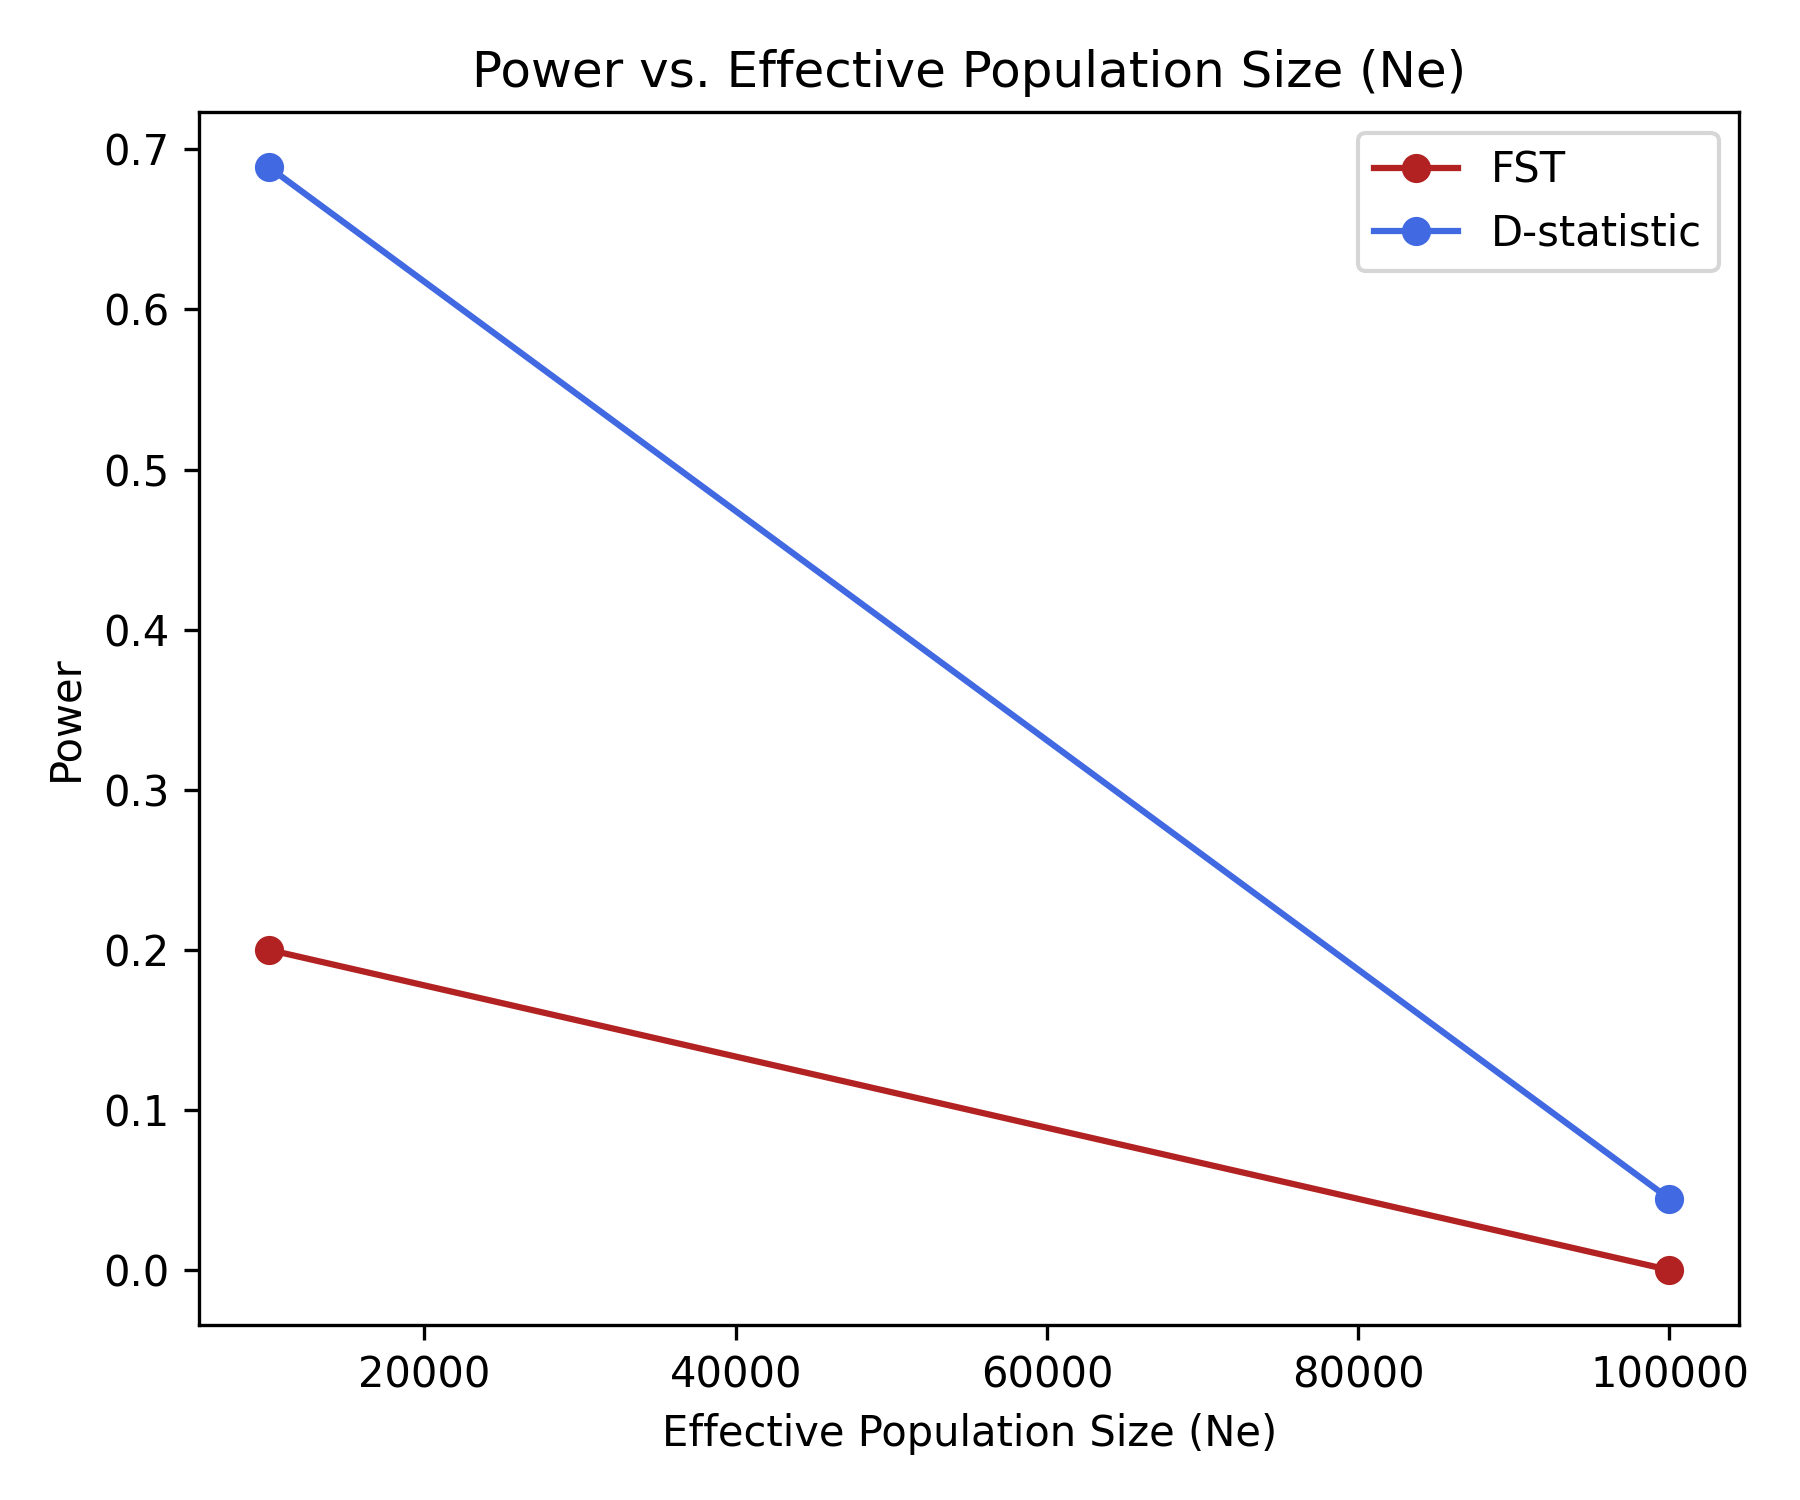 Power vs. Effective Population Size (Ne)
FST
D-statistic
Power
0.7
0.6
0.5
0.4
0.3
0.2
0.1
0.0
20000 40000 60000 80000 100000
Effective Population Size (Ne)